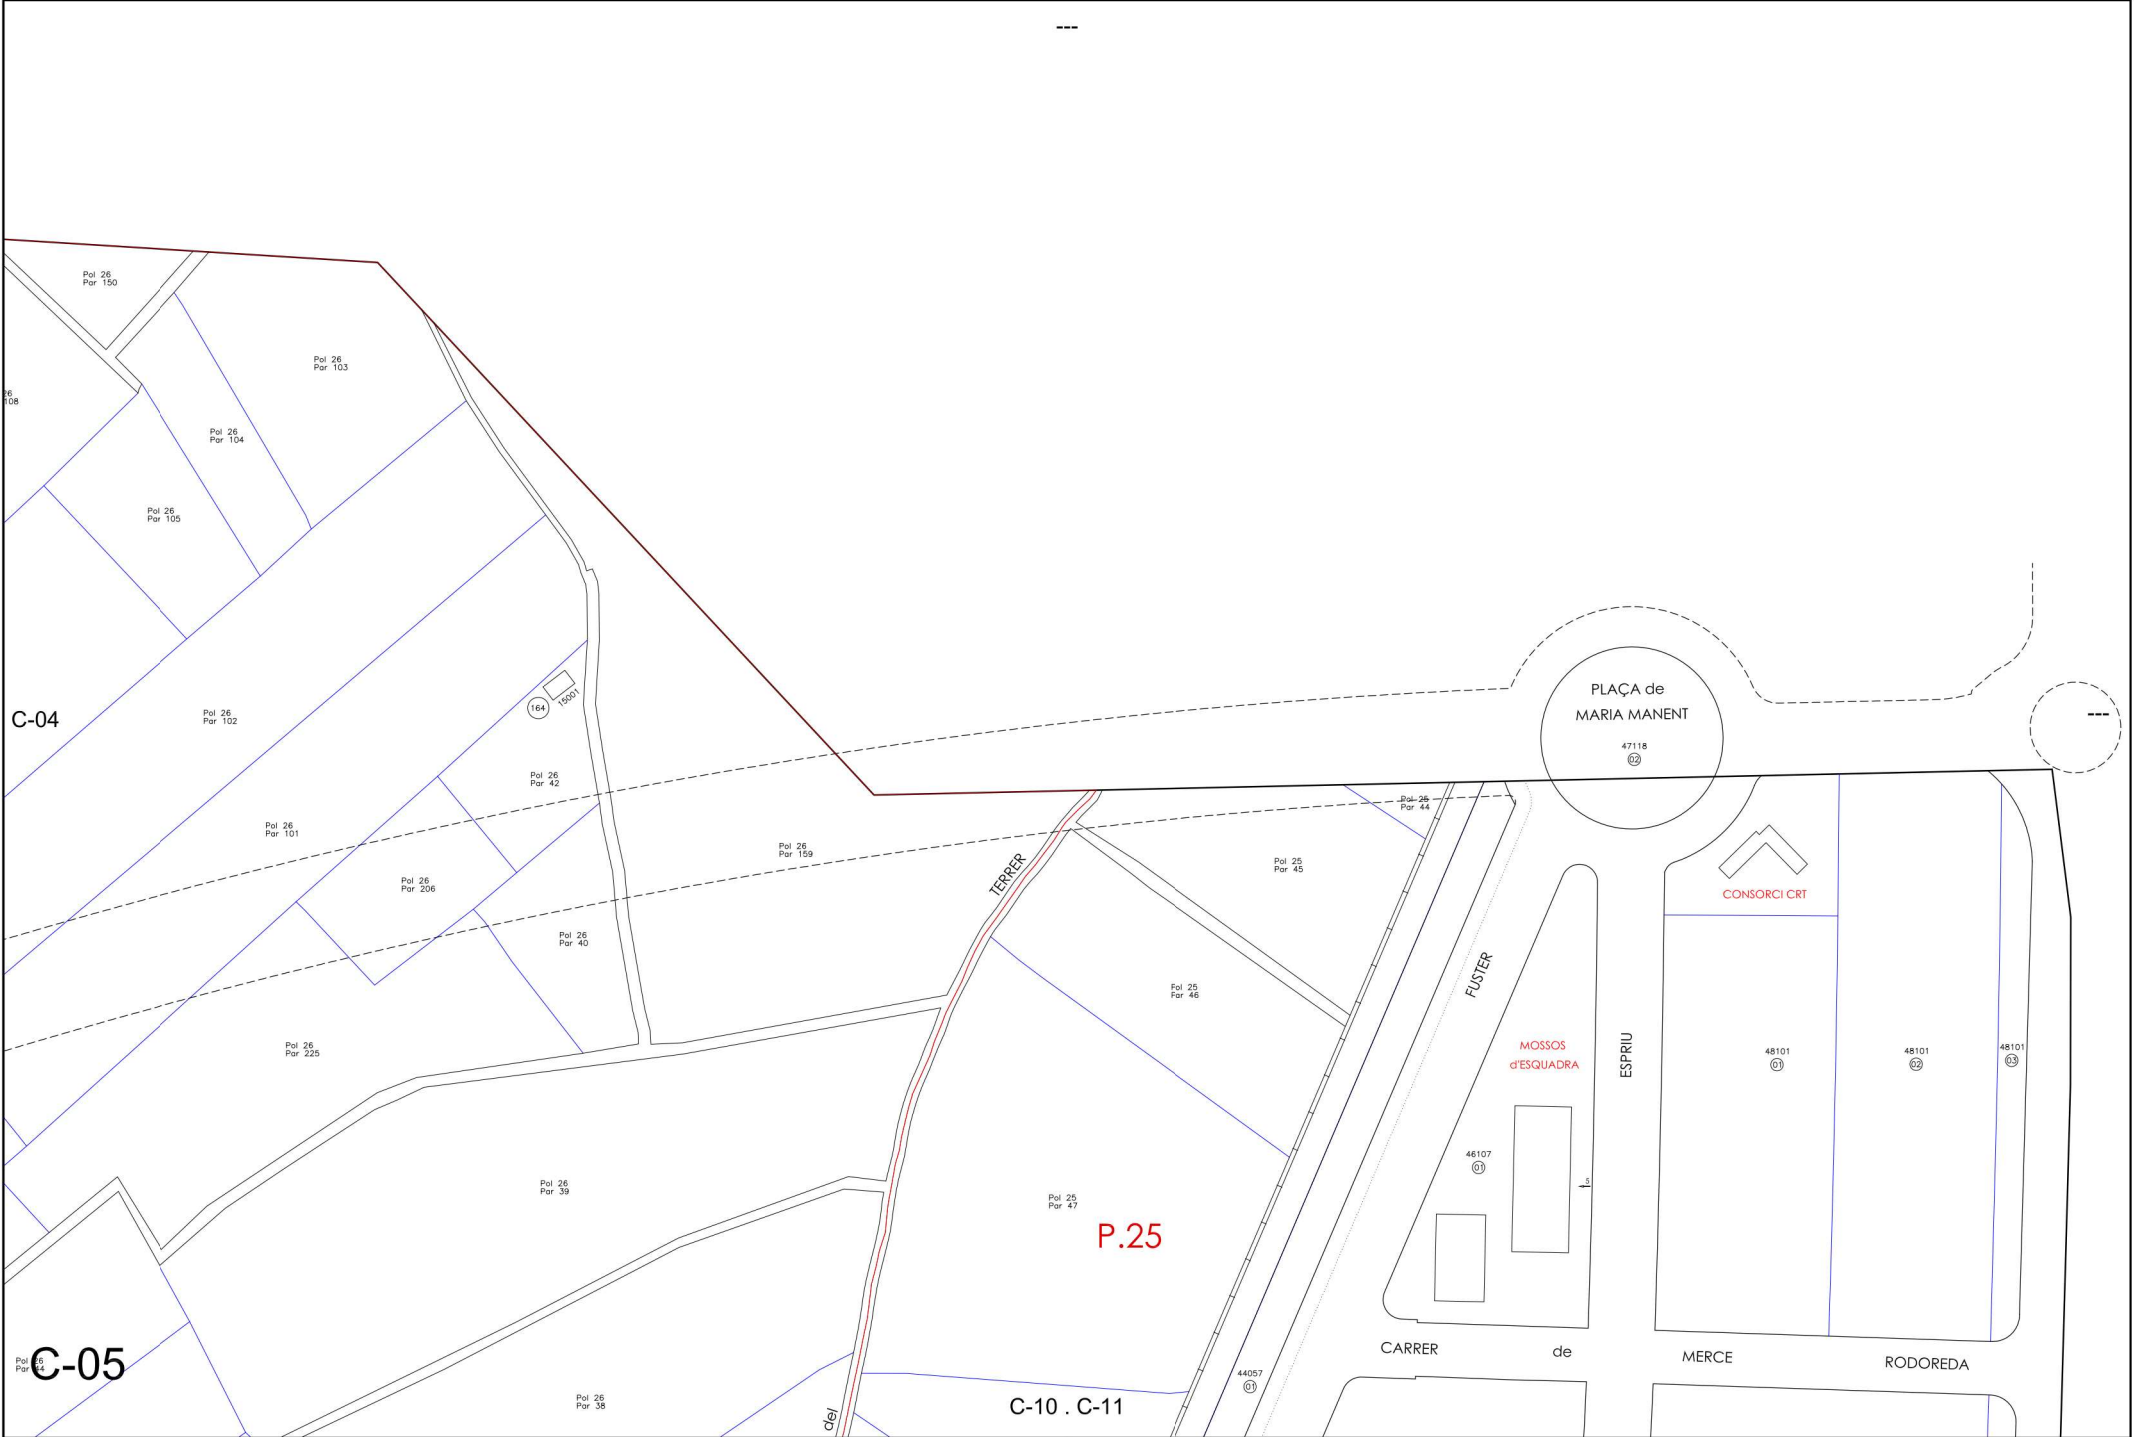 ---
Pol 26
Par 150
Pol 26
Par 103
26
108
Pol 26
Par 104
Pol 26
Par 105
C-04
Pol 26
Par 102
164
15001
Pol 26
Par 42
Pol 26
Par 101
Pol 26
Par 206
Pol 26
Par 159
Pol 26
Par 40
Pol 26
Par 225
PLAÇA de
MARIA MANENT
47118
02
---
Pol 25
Par 44
TERRER
Pol 25
Par 45
CONSORCI CRT
Pol 25
Par 46
FUSTER
MOSSOS
d'ESQUADRA
ESPRIU
48101
01
48101
02
48101
03
46107
01
5
Pol 26
Par 39
Pol 25
Par 47
P.25
C-05
CARRER de MERCE RODOREDA
44057
01
Pol 26
Par 38
del
C-10 . C-11